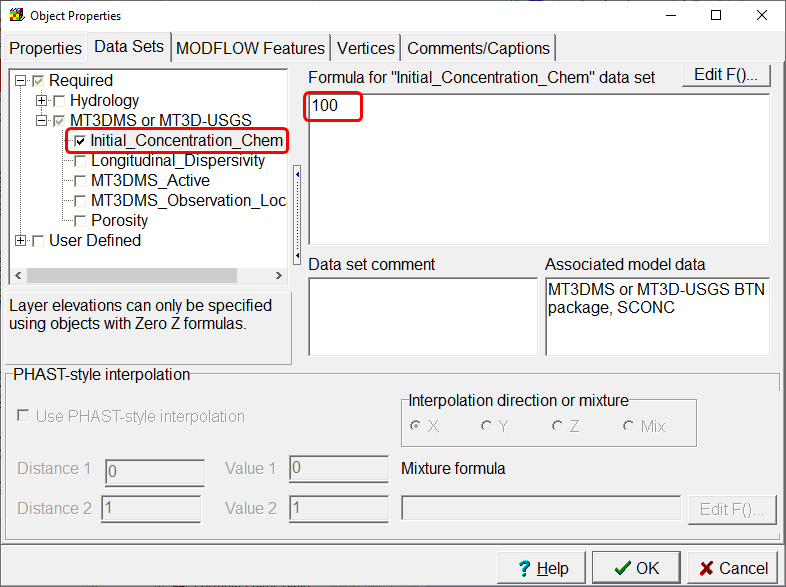 Object Properties
Properties
Data Sets
MODFLOW Features
Vertices
Comments/Captions
Required
Hydrology
MT3DMS or MT3D-USGS
Initial_Concentration_Chem
Longitudinal_Dispersivity
MT3DMS_Active
MT3DMS_Observation_Loc
Porosity
User Defined
Layer elevations can only be specified
using objects with Zero Z formulas.
Formula for "Initial_Concentration_Chem" data set
Edit F()...
100
Data set comment
Associated model data
MT3DMS or MT3D-USGS BTN
package, SCONC
PHAST-style interpolation
Use PHAST-style interpolation
Interpolation direction or mixture
X Y Z Mix
Distance 1 0 Value 1 0
Mixture formula
Distance 2 1 Value 2 1
Edit F()...
? Help
OK
Cancel